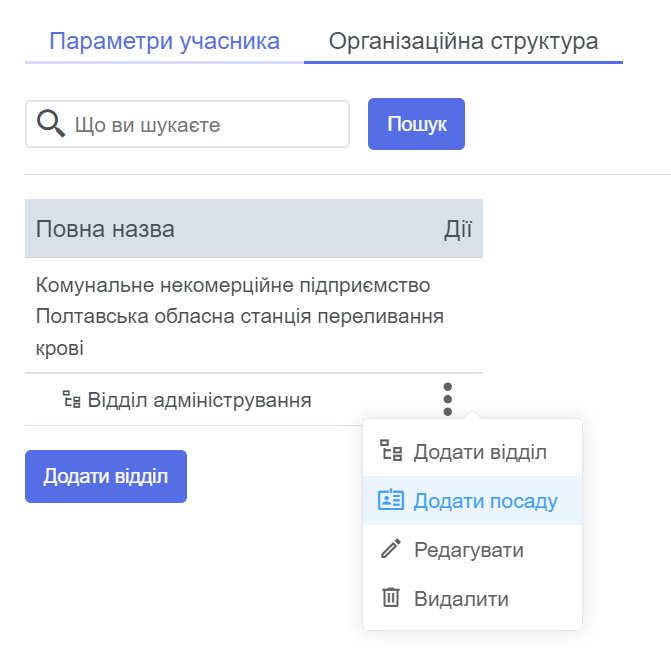 Параметри учасника Організаційна структура
Що ви шукаєте Пошук
Повна назва Дії
Комунальне некомерційне підприємство
Полтавська обласна станція переливання
крові
Відділ адміністрування
Додати відділ
Додати відділ
Додати посаду
Редагувати
Видалити